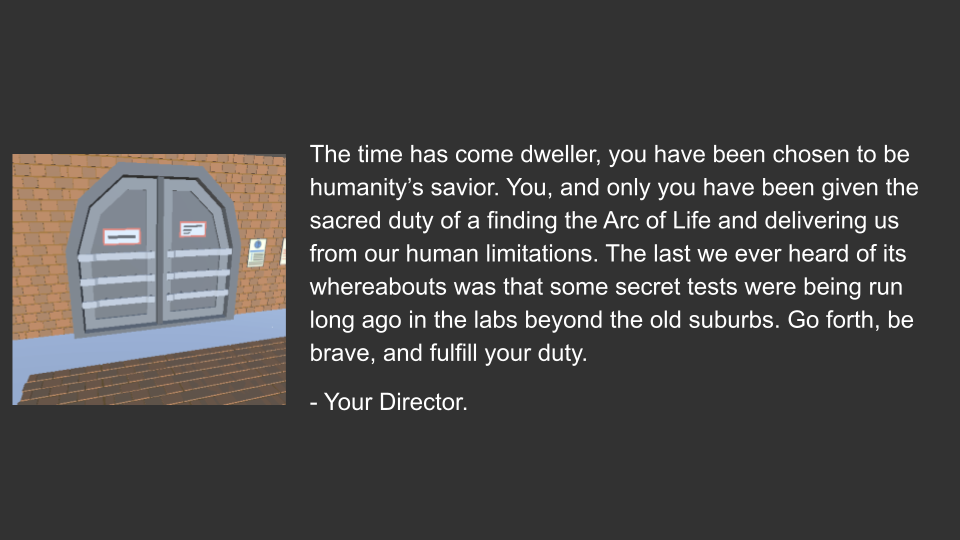 The time has come dweller, you have been chosen to be
humanity’s savior. You, and only you have been given the
sacred duty of a finding the Arc of Life and delivering us
from our human limitations. The last we ever heard of its
whereabouts was that some secret tests were being run
long ago in the labs beyond the old suburbs. Go forth, be
brave, and fulfill your duty.
- Your Director.